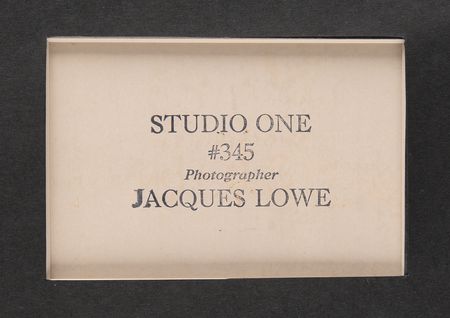 STUDIO ONE
#345
Photographer
JACQUES LOWE